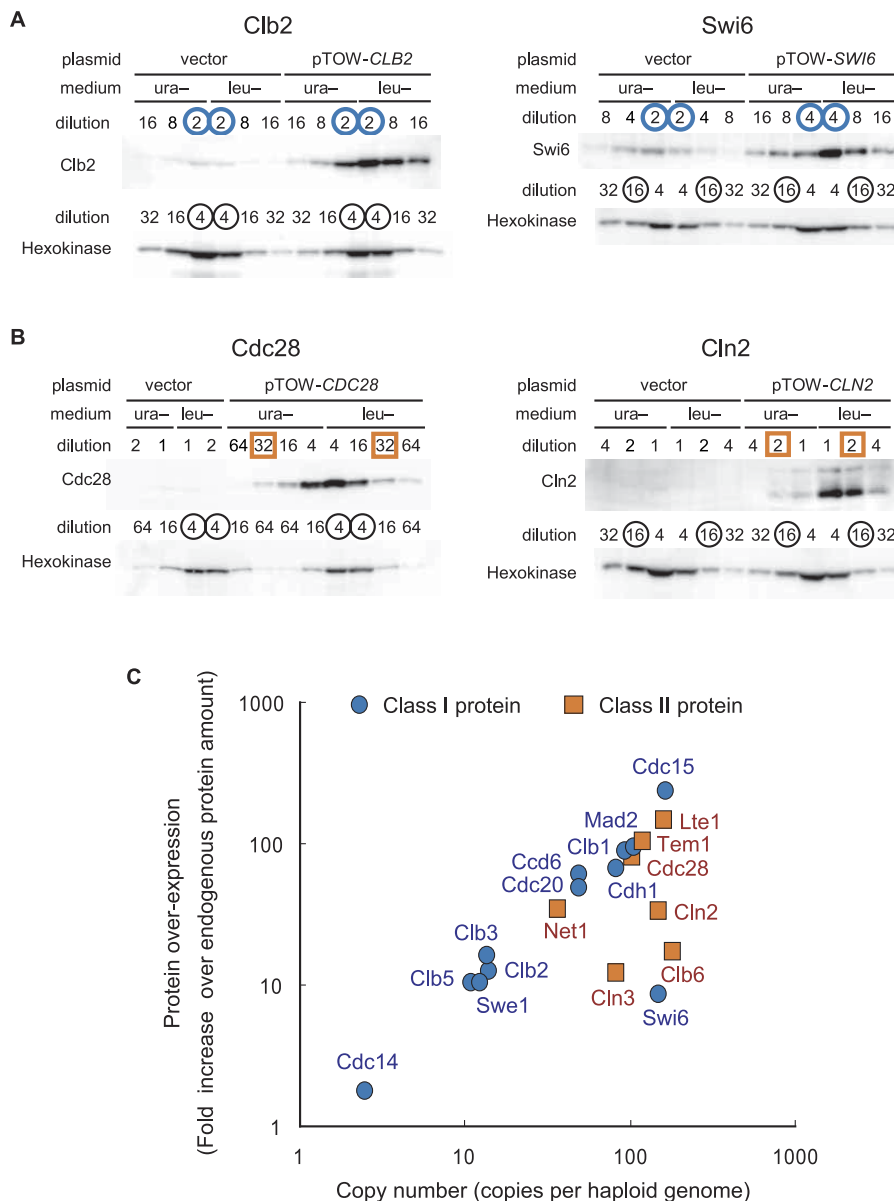 A
Clb2
plasmid vector pTOW-CLB2
medium ura– leu– ura– leu–
dilution 16 8 2 2 8 16 16 8 2 2 8 16
Clb2
dilution 32 16 4 4 16 32 32 16 4 4 16 32
Hexokinase
Swi6
plasmid vector pTOW-SWI6
medium ura– leu– ura– leu–
dilution 8 4 2 2 4 8 16 8 4 4 8 16
Swi6
dilution 32 16 4 4 16 32 32 16 4 4 16 32
Hexokinase
B
Cdc28
plasmid vector pTOW-CDC28
medium ura– leu– ura– leu–
dilution 2 1 1 2 64 32 16 4 4 16 32 64
Cdc28
dilution 64 16 4 4 16 64 64 16 4 4 16 64
Hexokinase
Cln2
plasmid vector pTOW-CLN2
medium ura– leu– ura– leu–
dilution 4 2 1 1 2 4 4 2 1 1 2 4
Cln2
dilution 32 16 4 4 16 32 32 16 4 4 16 32
Hexokinase
C
Protein over-expression
(Fold increase over endogenous protein amount)
1000
100
10
1
Class I protein Class II protein
Cdc15
Mad2 Lte1
Clb1 Tem1
Ccd6 Cdc28
Cdc20 Cdh1
Cln2
Net1
Clb3
Clb5 Clb2 Clb6
Swe1 Cln3
Swi6
Cdc14
1 10 100 1000
Copy number (copies per haploid genome)